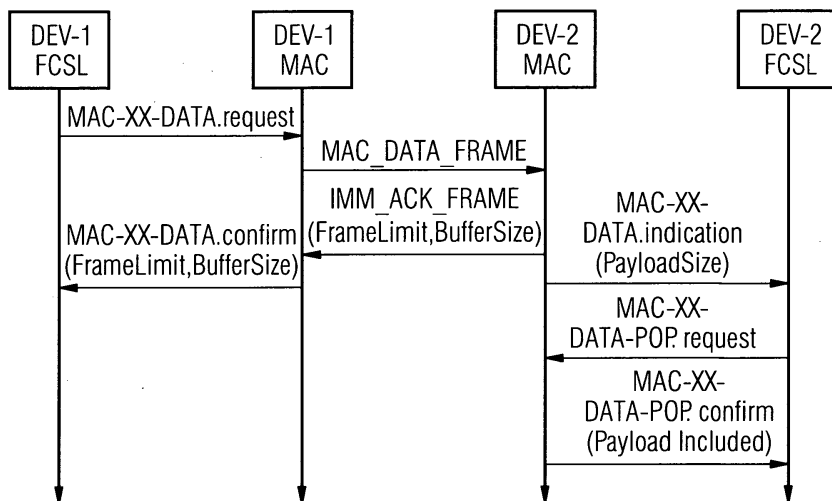 DEV-1
FCSL
DEV-1
MAC
DEV-2
MAC
DEV-2
FCSL
MAC-XX-DATA.request
MAC_DATA_FRAME
IMM_ACK_FRAME
(FrameLimit,BufferSize)
MAC-XX-DATA.confirm
(FrameLimit,BufferSize)
MAC-XX-
DATA.indication
(PayloadSize)
MAC-XX-
DATA-POP. request
MAC-XX-
DATA-POP. confirm
(Payload Included)